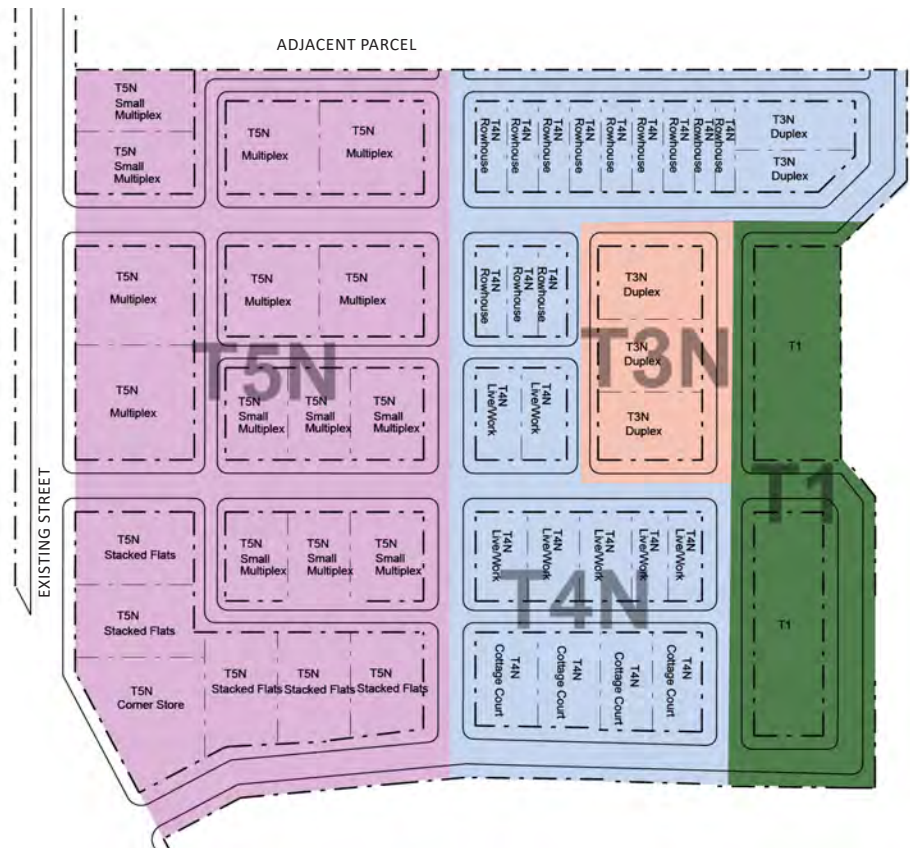 ADJACENT PARCEL
EXISTING STREET
T5N
Small
Multiplex
T5N
Small
Multiplex
T5N
Multiplex
T5N
Multiplex
T4N
Rowhouse
T4N
Rowhouse
T4N
Rowhouse
T4N
Rowhouse
T4N
Rowhouse
T4N
Rowhouse
T4N
Rowhouse
T4N
Rowhouse
T4N
Rowhouse
T3N
Duplex
T3N
Duplex
T5N
Multiplex
T5N
Multiplex
T5N
Multiplex
T4N
Rowhouse
T4N
Rowhouse
T4N
Rowhouse
T3N
Duplex
T5N
T3N
T3N
Duplex
T1
T5N
Multiplex
T5N
Small
Multiplex
T5N
Small
Multiplex
T5N
Small
Multiplex
T4N
Live/Work
T4N
Live/Work
T3N
Duplex
T1
T5N
Stacked Flats
T5N
Small
Multiplex
T5N
Small
Multiplex
T5N
Small
Multiplex
T4N
Live/Work
T4N
Live/Work
T4N
Live/Work
T4N
Live/Work
T4N
Live/Work
T4N
T1
T5N
Stacked Flats
T5N
Corner Store
T5N
Stacked Flats
T5N
Stacked Flats
T5N
Stacked Flats
T4N
Cottage Court
T4N
Cottage Court
T4N
Cottage Court
T4N
Cottage Court